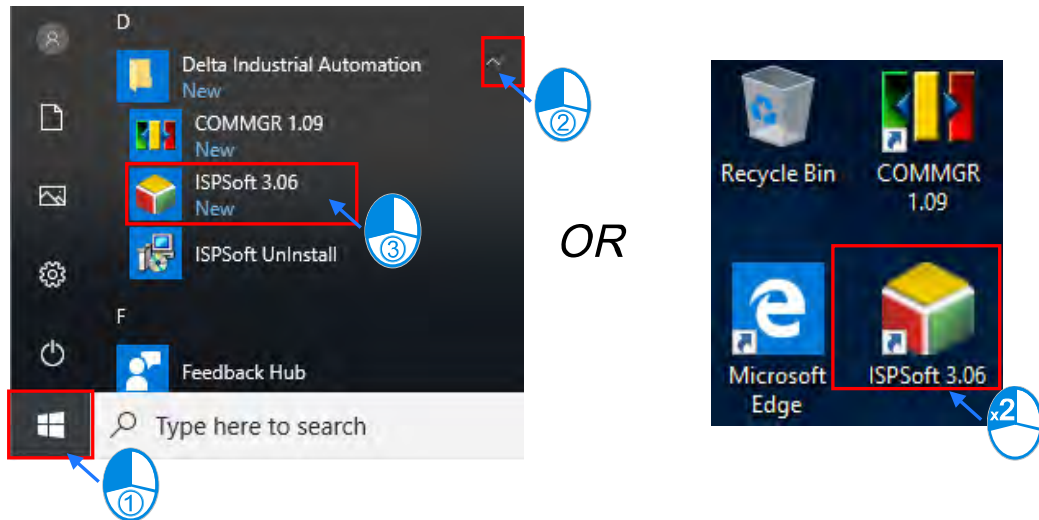 D
Delta Industrial Automation
New
②
COMMGR 1.09
New
ISPSoft 3.06
New
③
ISPSoft UnInstall
F
Feedback Hub
Type here to search
①
OR
Recycle Bin
COMMGR
1.09
Microsoft
Edge
ISPSoft 3.06
x2